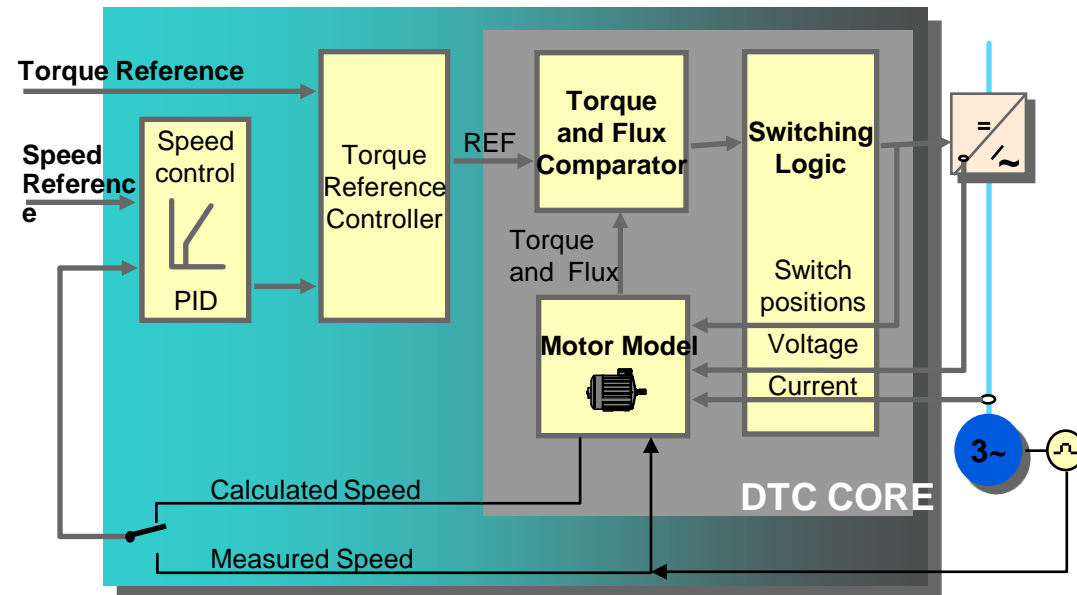 Torque Reference
Speed
Referenc
e
Speed
control
PID
Torque
Reference
Controller
REF
Torque
and Flux
Comparator
Switching
Logic
=
~
Torque
and Flux
Motor Model
Switch
positions
Voltage
Current
3~
DTC CORE
Calculated Speed
Measured Speed